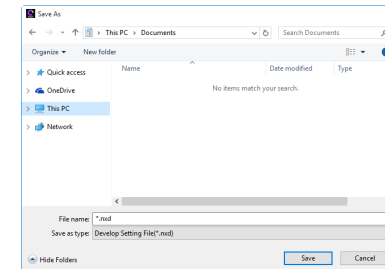 Save As
This PC > Documents
Search Documents
Organize
New folder
Name
Date modified
Type
Quick access
OneDrive
This PC
Network
No items match your search.
File name: *.nxd
Save as type: Develop Setting File(*.nxd)
Hide Folders
Save
Cancel